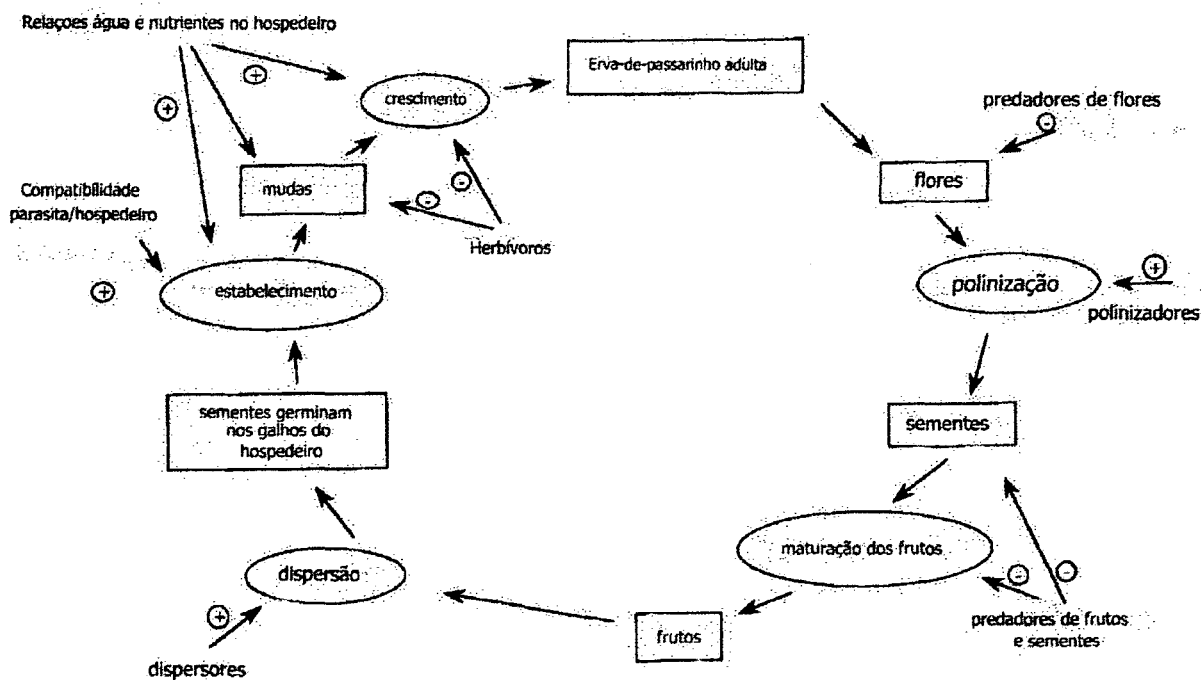 Relaçoes água e nutrientes no hospedeiro
+
+
crescimento
Erva-de-passarinho adulta
predadores de flores
-
flores
mudas
-
-
Herbívoros
Compatibilidade
parasita/hospedeiro
+
estabelecimento
polinização
+
polinizadores
sementes germinam
nos galhos do
hospedeiro
sementes
maturação dos frutos
-
-
predadores de frutos
e sementes
dispersão
+
dispersores
frutos